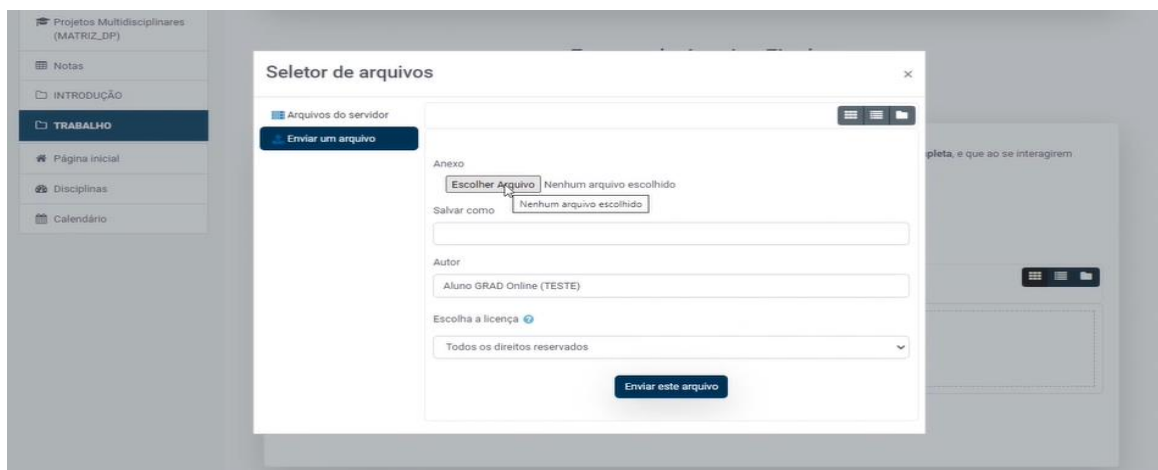 Projetos Multidisciplinares
(MATRIZ_DP)
Notas
INTRODUÇÃO
TRABALHO
Página inicial
Disciplinas
Calendário
Seletor de arquivos
×
Arquivos do servidor
Enviar um arquivo
Anexo
Escolher Arquivo Nenhum arquivo escolhido
Nenhum arquivo escolhido
Salvar como
Autor
Aluno GRAD Online (TESTE)
Escolha a licença
Todos os direitos reservados
Enviar este arquivo
, e que ao se interagirem